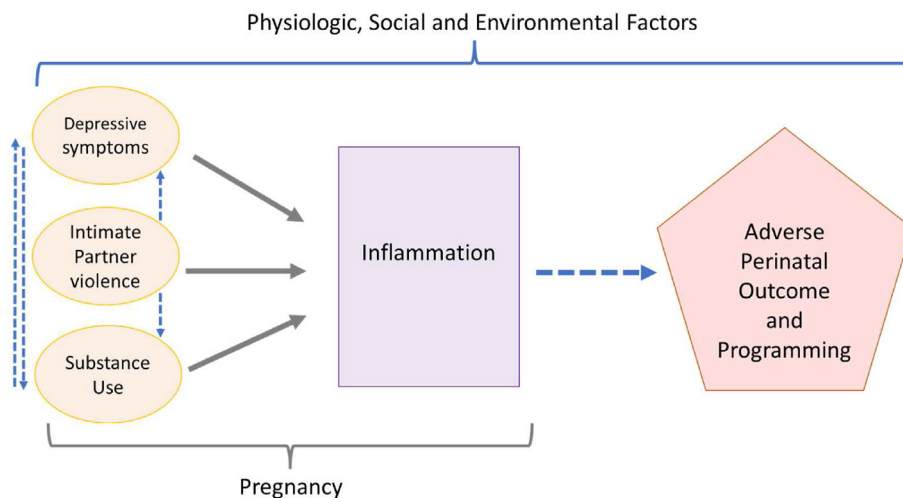 Physiologic, Social and Environmental Factors
Depressive
symptoms
Intimate
Partner
violence
Substance
Use
Inflammation
Adverse
Perinatal
Outcome
and
Programming
Pregnancy